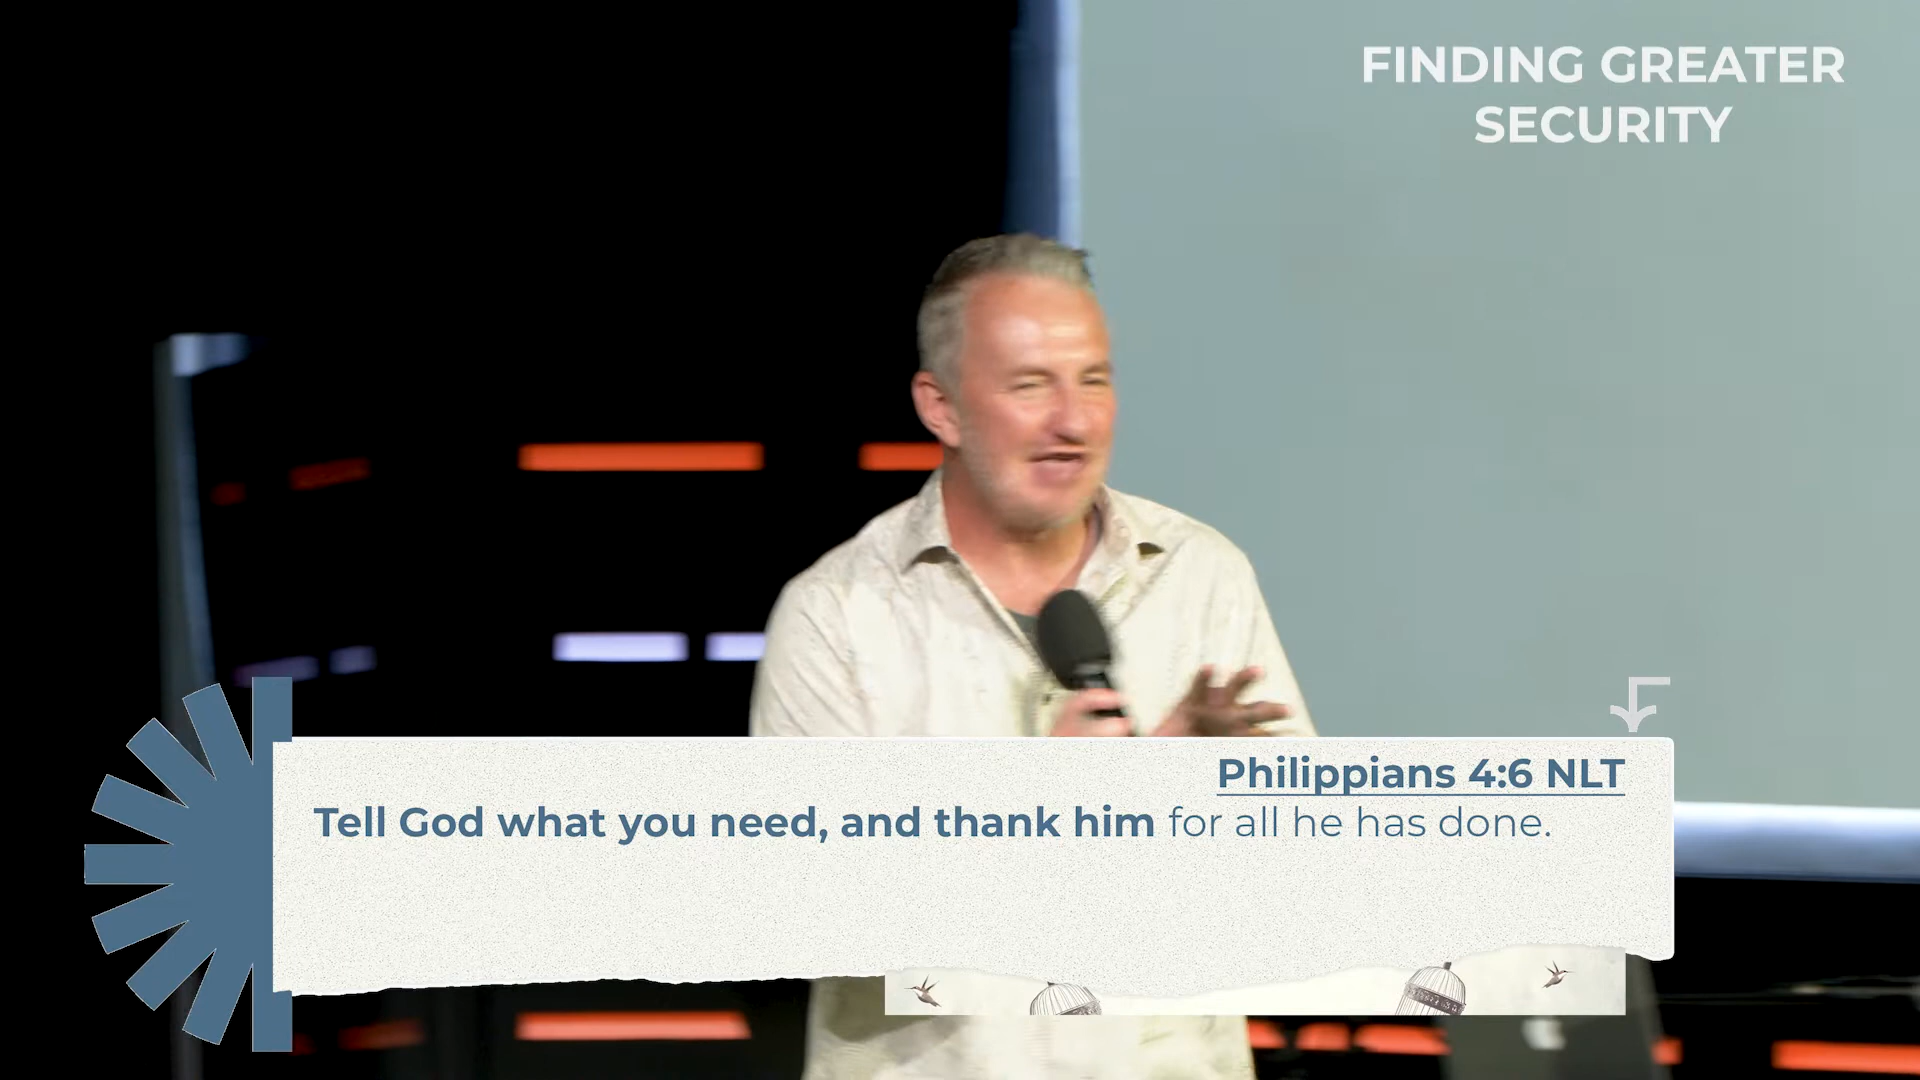 FINDING GREATER
SECURITY
Philippians 4:6 NLT
Tell God what you need, and thank him for all he has done.